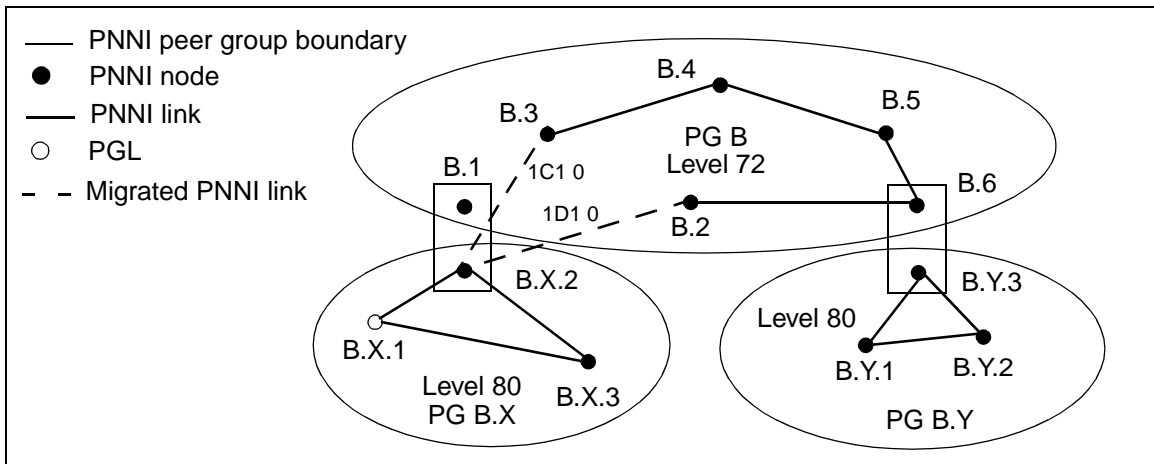 PNNI peer group boundary
PNNI node
PNNI link
PGL
Migrated PNNI link
B.4
B.3
B.5
PG B
Level 72
1C1 0
B.1
B.6
1D1 0
B.2
B.X.2
B.Y.3
Level 80
B.X.1
B.Y.1
B.Y.2
Level 80
PG B.X
B.X.3
PG B.Y